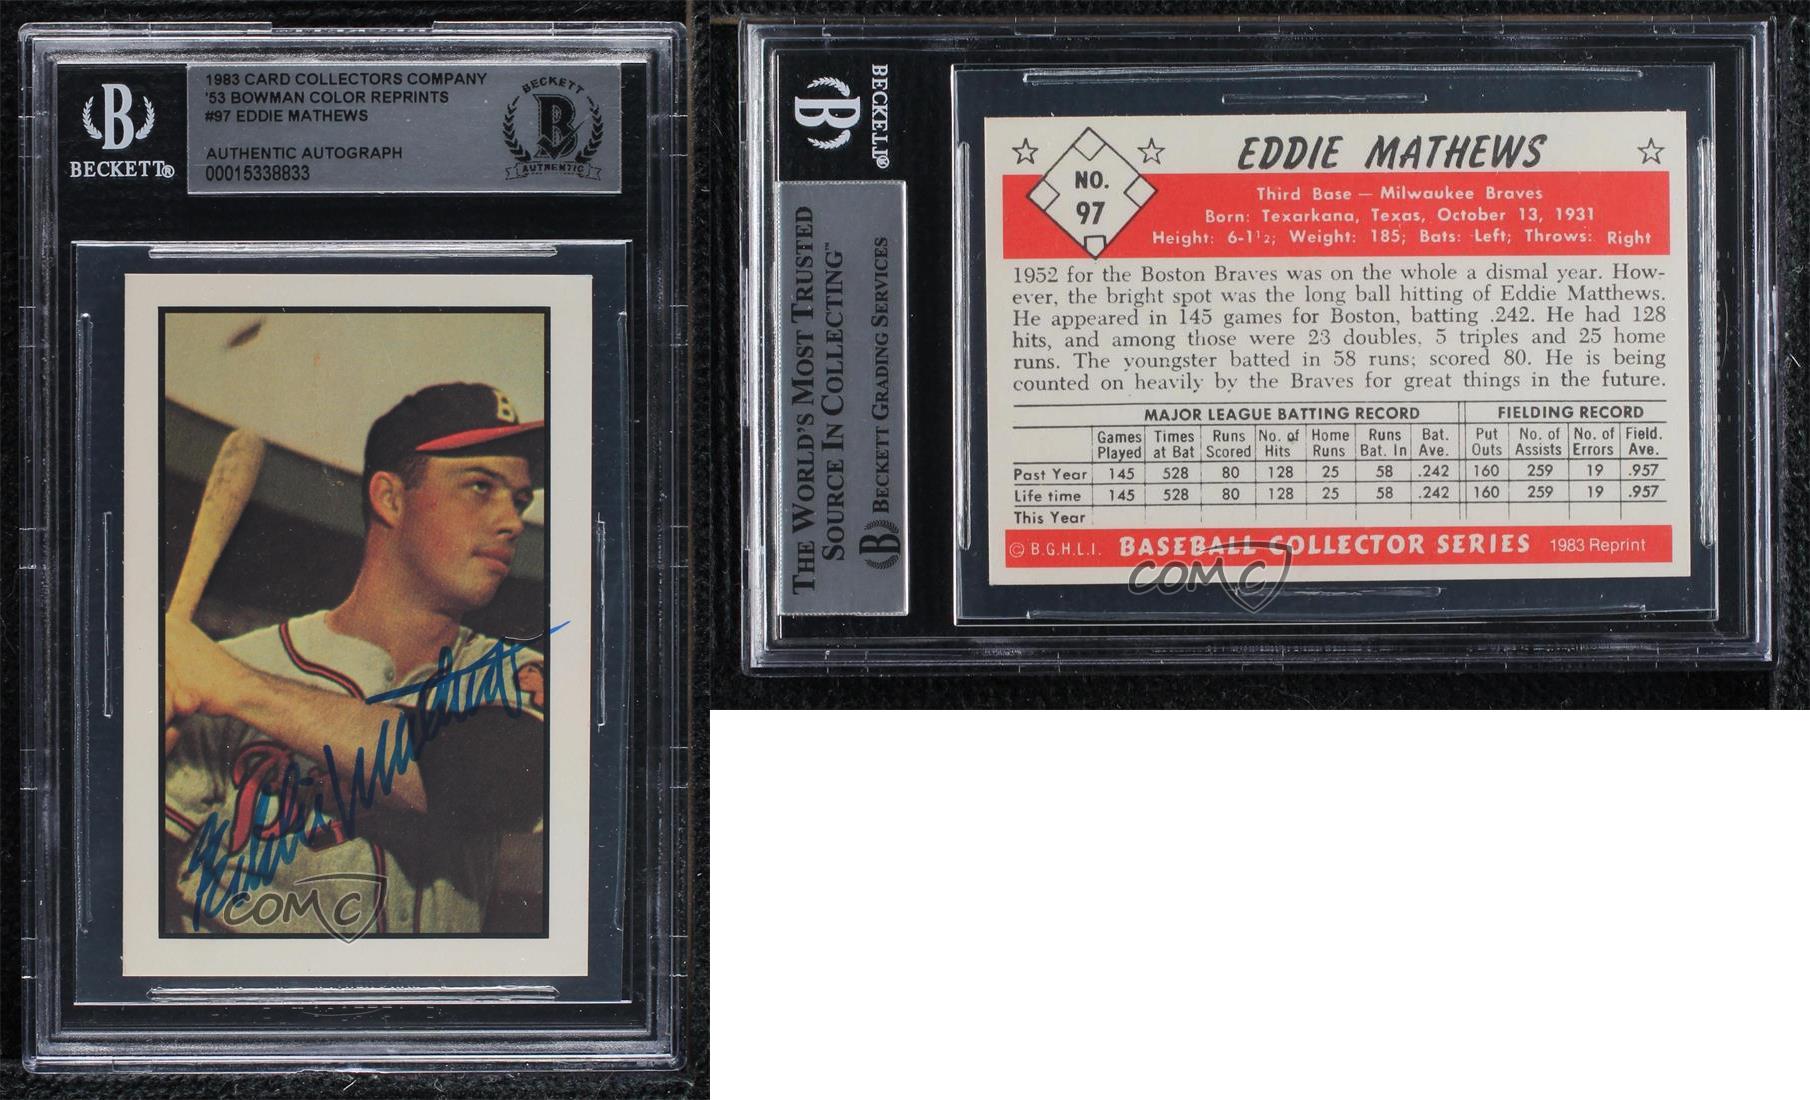 1983 CARD COLLECTORS COMPANY
'53 BOWMAN COLOR REPRINTS
#97 EDDIE MATHEWS
AUTHENTIC AUTOGRAPH
00015338833
B
BECKETT®
BECKETT
B
AUTHENTIC
B
Eddie Mathews
COMC
B
BECKETT®
THE WORLD'S MOST TRUSTED
SOURCE IN COLLECTING™
B BECKETT GRADING SERVICES
NO.
97
EDDIE MATHEWS
Third Base — Milwaukee Braves
Born: Texarkana, Texas, October 13, 1931
Height: 6-1½; Weight: 185; Bats: Left; Throws: Right
1952 for the Boston Braves was on the whole a dismal year. How-
ever, the bright spot was the long ball hitting of Eddie Matthews.
He appeared in 145 games for Boston, batting .242. He had 128
hits, and among those were 23 doubles, 5 triples and 25 home
runs. The youngster batted in 58 runs; scored 80. He is being
counted on heavily by the Braves for great things in the future.
MAJOR LEAGUE BATTING RECORD FIELDING RECORD
Games Times Runs No. of Home Runs Bat. Put No. of No. of Field.
Played at Bat Scored Hits Runs Bat. In Ave. Outs Assists Errors Ave.
Past Year 145 528 80 128 25 58 .242 160 259 19 .957
Life time 145 528 80 128 25 58 .242 160 259 19 .957
This Year
© B.G.H.L.I. BASEBALL COLLECTOR SERIES 1983 Reprint
COMC